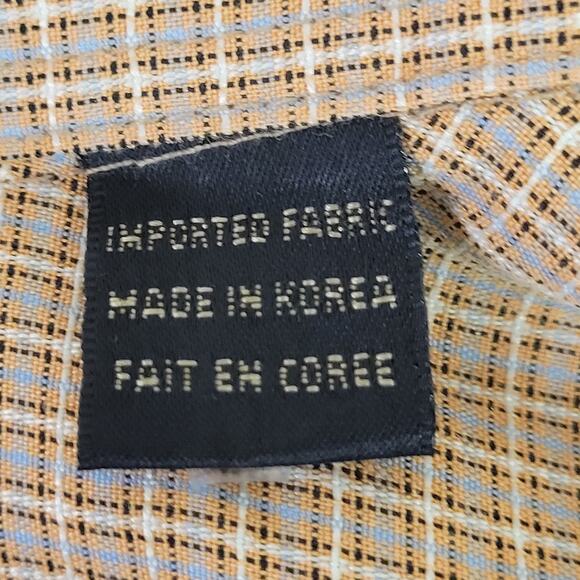 IMPORTED FABRIC
MADE IN KOREA
FAIT EN COREE